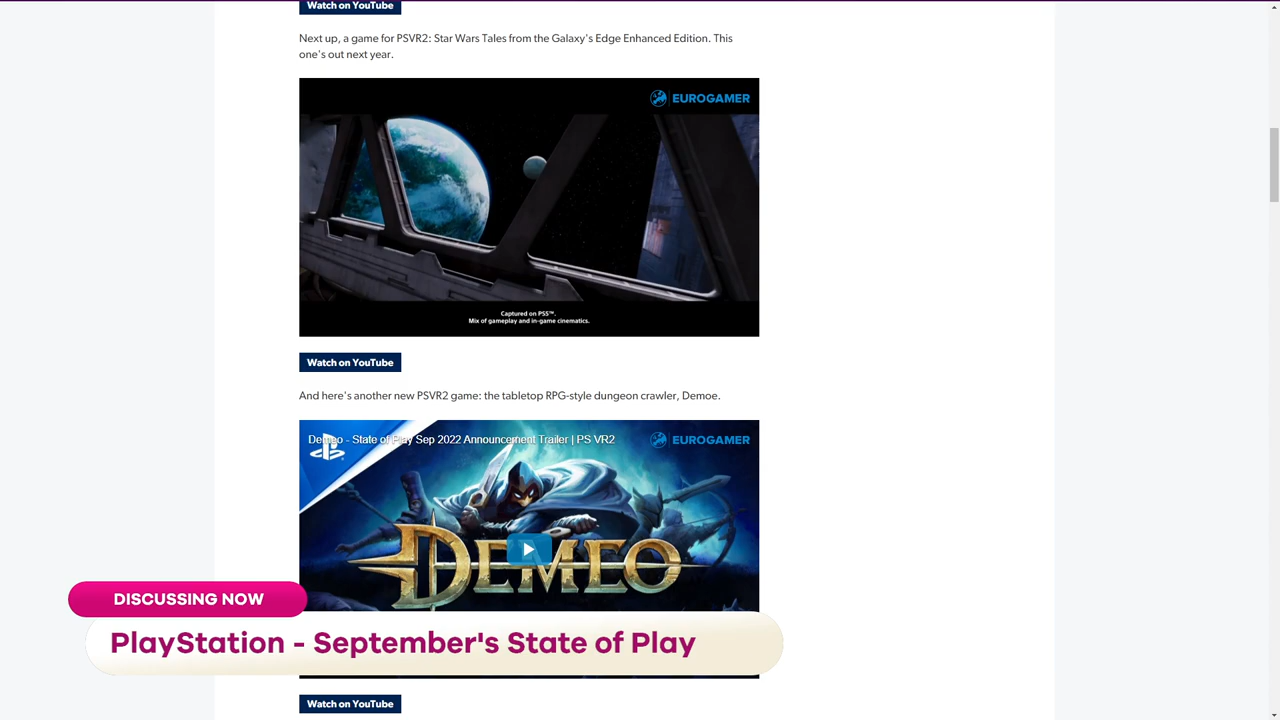 Watch on YouTube
Next up, a game for PSVR2: Star Wars Tales from the Galaxy's Edge Enhanced Edition. This
one's out next year.
EUROGAMER
Captured on PS5™.
Mix of gameplay and in-game cinematics.
Watch on YouTube
And here's another new PSVR2 game: the tabletop RPG-style dungeon crawler, Demoe.
Demeo - State of Play Sep 2022 Announcement Trailer | PS VR2
EUROGAMER
DEMEO
DISCUSSING NOW
PlayStation - September's State of Play
Watch on YouTube